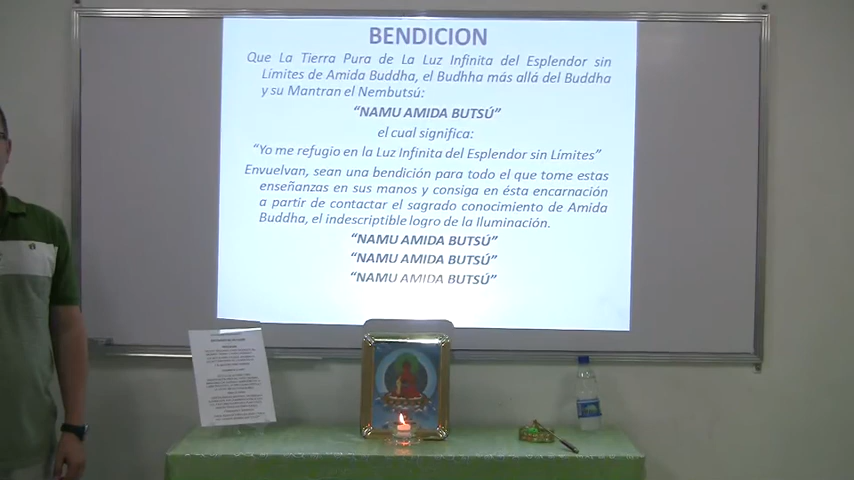 BENDICION
Que La Tierra Pura de La Luz Infinita del Esplendor sin
Límites de Amida Buddha, el Budhha más allá del Buddha
y su Mantran el Nembutsú:
“NAMU AMIDA BUTSÚ”
el cual significa:
“Yo me refugio en la Luz Infinita del Esplendor sin Límites”
Envuelvan, sean una bendición para todo el que tome estas
enseñanzas en sus manos y consiga en ésta encarnación
a partir de contactar el sagrado conocimiento de Amida
Buddha, el indescriptible logro de la Iluminación.
“NAMU AMIDA BUTSÚ”
“NAMU AMIDA BUTSÚ”
“NAMU AMIDA BUTSÚ”